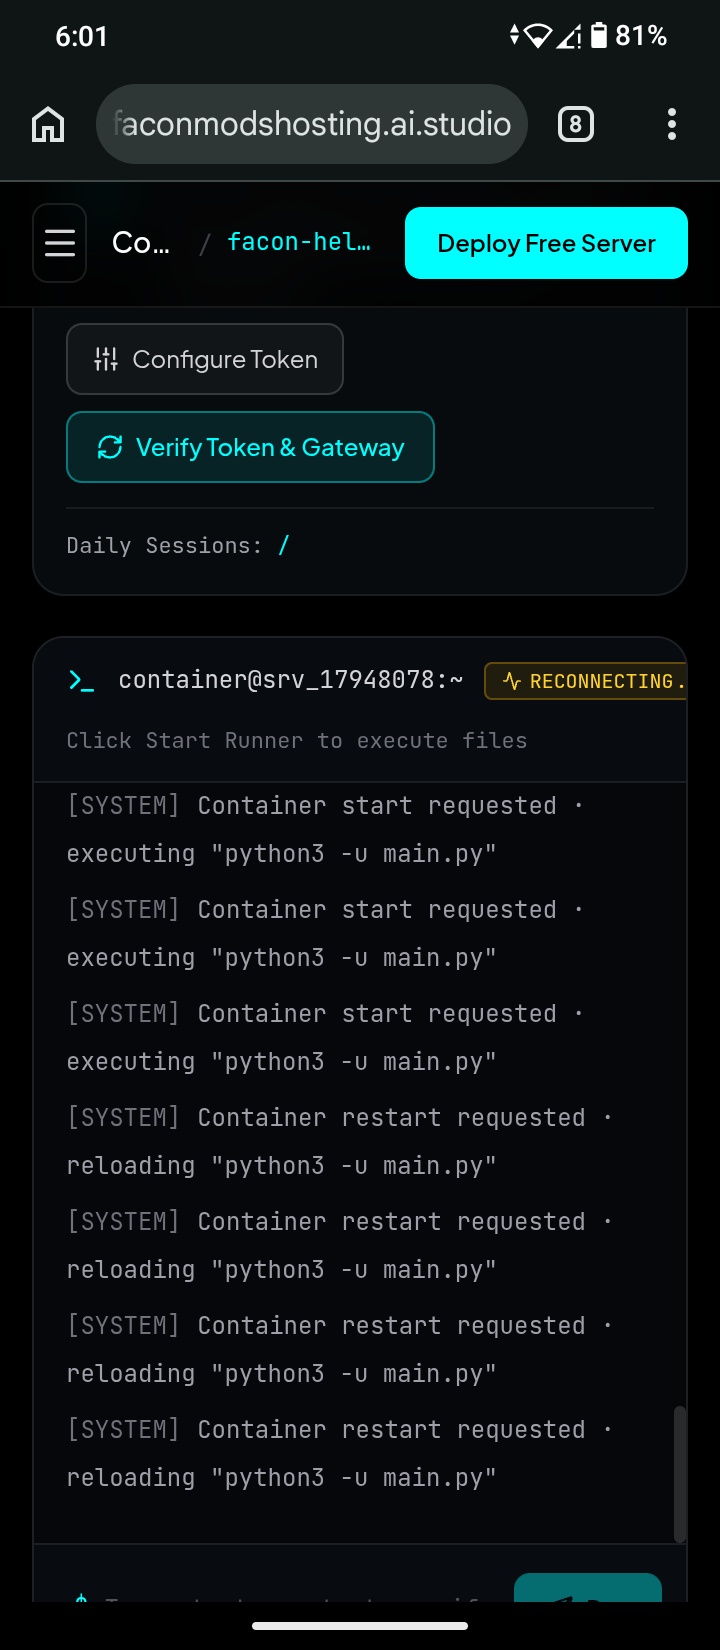 6:01
81%
faconmodshosting.ai.studio
8
Co…
/
facon-hel…
Deploy Free Server
Configure Token
Verify Token & Gateway
Daily Sessions: /
container@srv_17948078:~
RECONNECTING.
Click Start Runner to execute files
[SYSTEM] Container start requested ·
executing "python3 -u main.py"
[SYSTEM] Container start requested ·
executing "python3 -u main.py"
[SYSTEM] Container start requested ·
executing "python3 -u main.py"
[SYSTEM] Container restart requested ·
reloading "python3 -u main.py"
[SYSTEM] Container restart requested ·
reloading "python3 -u main.py"
[SYSTEM] Container restart requested ·
reloading "python3 -u main.py"
[SYSTEM] Container restart requested ·
reloading "python3 -u main.py"